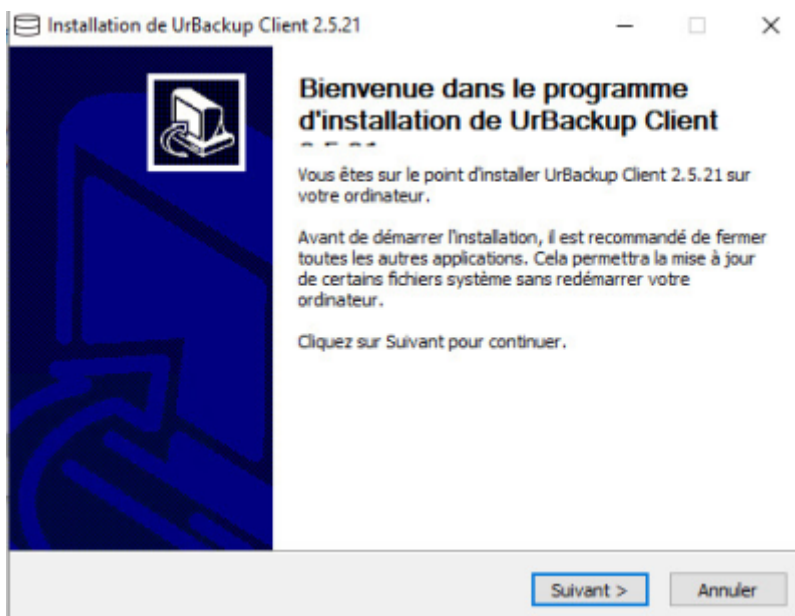 Installation de UrBackup Client 2.5.21
Bienvenue dans le programme
d'installation de UrBackup Client
Vous êtes sur le point d'installer UrBackup Client 2.5.21 sur
votre ordinateur.
Avant de démarrer l'installation, il est recommandé de fermer
toutes les autres applications. Cela permettra la mise à jour
de certains fichiers système sans redémarrer votre
ordinateur.
Cliquez sur Suivant pour continuer.
Suivant >
Annuler